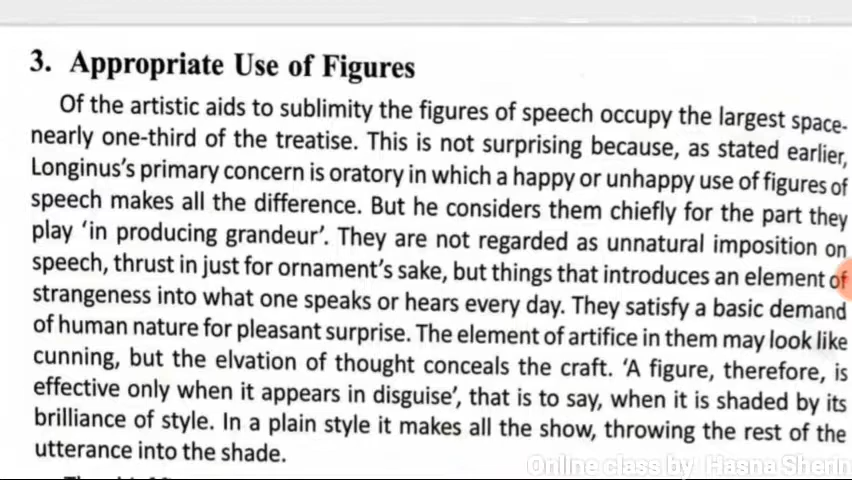 3. Appropriate Use of Figures
Of the artistic aids to sublimity the figures of speech occupy the largest space-
nearly one-third of the treatise. This is not surprising because, as stated earlier,
Longinus's primary concern is oratory in which a happy or unhappy use of figures of
speech makes all the difference. But he considers them chiefly for the part they
play 'in producing grandeur'. They are not regarded as unnatural imposition on
speech, thrust in just for ornament's sake, but things that introduces an element of
strangeness into what one speaks or hears every day. They satisfy a basic demand
of human nature for pleasant surprise. The element of artifice in them may look like
cunning, but the elvation of thought conceals the craft. 'A figure, therefore, is
effective only when it appears in disguise', that is to say, when it is shaded by its
brilliance of style. In a plain style it makes all the show, throwing the rest of the
utterance into the shade.
Online class by Hasna Sherin